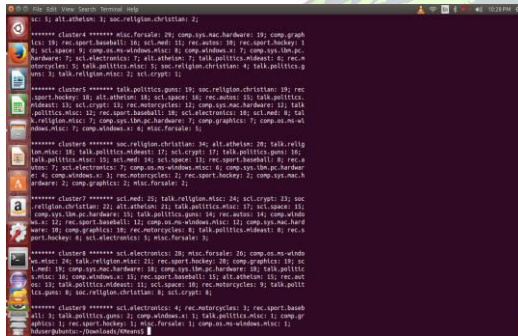 File Edit View Search Terminal Help
10:28 PM
sc: 5; alt.atheism: 3; soc.religion.christian: 2;
******* cluster4 ******* misc.forsale: 29; comp.sys.mac.hardware: 19; comp.graph
ics: 19; rec.sport.baseball: 16; sci.med: 11; rec.autos: 10; rec.sport.hockey: 1
0; sci.space: 9; comp.os.ms-windows.misc: 8; comp.windows.x: 7; comp.sys.ibm.pc.
hardware: 7; sci.electronics: 7; alt.atheism: 7; talk.politics.mideast: 6; rec.m
otorcycles: 5; talk.politics.misc: 5; soc.religion.christian: 4; talk.politics.g
uns: 3; talk.religion.misc: 2; sci.crypt: 1;
******* cluster5 ******* talk.politics.guns: 19; soc.religion.christian: 19; rec
.sport.hockey: 18; alt.atheism: 18; sci.space: 16; rec.autos: 15; talk.politics.
mideast: 13; sci.crypt: 13; rec.motorcycles: 12; comp.sys.mac.hardware: 12; talk
.politics.misc: 12; rec.sport.baseball: 10; sci.electronics: 10; sci.med: 8; tal
k.religion.misc: 7; comp.sys.ibm.pc.hardware: 7; comp.graphics: 7; comp.os.ms-wi
ndows.misc: 7; comp.windows.x: 6; misc.forsale: 5;
******* cluster6 ******* soc.religion.christian: 34; alt.atheism: 20; talk.relig
ion.misc: 18; talk.politics.mideast: 17; sci.crypt: 17; talk.politics.guns: 16;
talk.politics.misc: 15; sci.med: 14; sci.space: 13; rec.sport.baseball: 8; rec.a
utos: 7; sci.electronics: 7; comp.os.ms-windows.misc: 6; comp.sys.ibm.pc.hardwar
e: 4; comp.windows.x: 3; rec.motorcycles: 2; rec.sport.hockey: 2; comp.sys.mac.h
ardware: 2; comp.graphics: 2; misc.forsale: 2;
******* cluster7 ******* sci.med: 25; talk.religion.misc: 24; sci.crypt: 23; soc
.religion.christian: 22; alt.atheism: 21; talk.politics.misc: 17; sci.space: 15;
comp.sys.ibm.pc.hardware: 15; talk.politics.guns: 14; rec.autos: 14; comp.windo
ws.x: 12; rec.sport.baseball: 12; comp.os.ms-windows.misc: 12; comp.sys.mac.hard
ware: 10; comp.graphics: 10; rec.motorcycles: 10; talk.politics.mideast: 8; rec.s
port.hockey: 6; sci.electronics: 5; misc.forsale: 3;
******* cluster8 ******* sci.electronics: 28; misc.forsale: 26; comp.os.ms-windo
ws.misc: 24; talk.religion.misc: 21; rec.sport.hockey: 20; comp.graphics: 19; sc
i.med: 19; comp.sys.mac.hardware: 18; comp.sys.ibm.pc.hardware: 18; talk.politic
s.misc: 16; comp.windows.x: 15; rec.sport.baseball: 15; alt.atheism: 15; rec.aut
os: 13; talk.politics.mideast: 11; sci.space: 10; rec.motorcycles: 9; talk.polit
ics.guns: 8; soc.religion.christian: 8; sci.crypt: 8;
******* cluster9 ******* sci.electronics: 4; rec.motorcycles: 3; rec.sport.baseb
all: 3; talk.politics.guns: 2; comp.windows.x: 1; talk.politics.misc: 1; comp.gr
aphics: 1; rec.sport.hockey: 1; misc.forsale: 1; comp.os.ms-windows.misc: 1;
hduser@ubuntu:~/Downloads/KMeans$